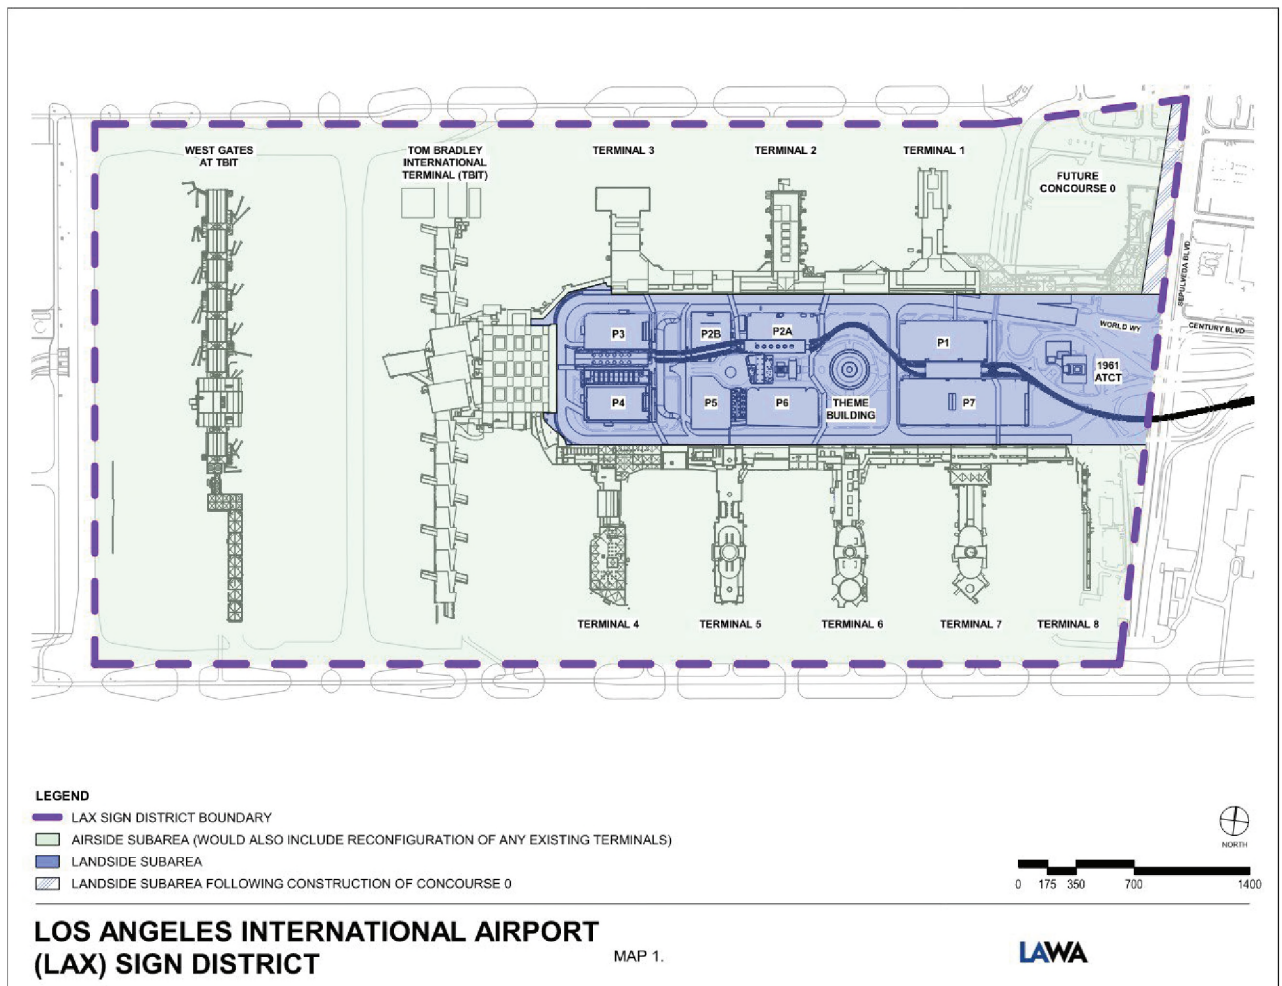 WEST GATES
AT TBIT
TOM BRADLEY
INTERNATIONAL
TERMINAL (TBIT)
TERMINAL 3
TERMINAL 2
TERMINAL 1
FUTURE
CONCOURSE 0
SEPULVEDA BLVD
WORLD WY
CENTURY BLVD
P3
P2B
P2A
P1
1961
ATCT
P4
P5
P6
THEME
BUILDING
P7
TERMINAL 4
TERMINAL 5
TERMINAL 6
TERMINAL 7
TERMINAL 8
LEGEND
LAX SIGN DISTRICT BOUNDARY
AIRSIDE SUBAREA (WOULD ALSO INCLUDE RECONFIGURATION OF ANY EXISTING TERMINALS)
LANDSIDE SUBAREA
LANDSIDE SUBAREA FOLLOWING CONSTRUCTION OF CONCOURSE 0
NORTH
0 175 350 700 1400
LOS ANGELES INTERNATIONAL AIRPORT
(LAX) SIGN DISTRICT
MAP 1.
LAWA